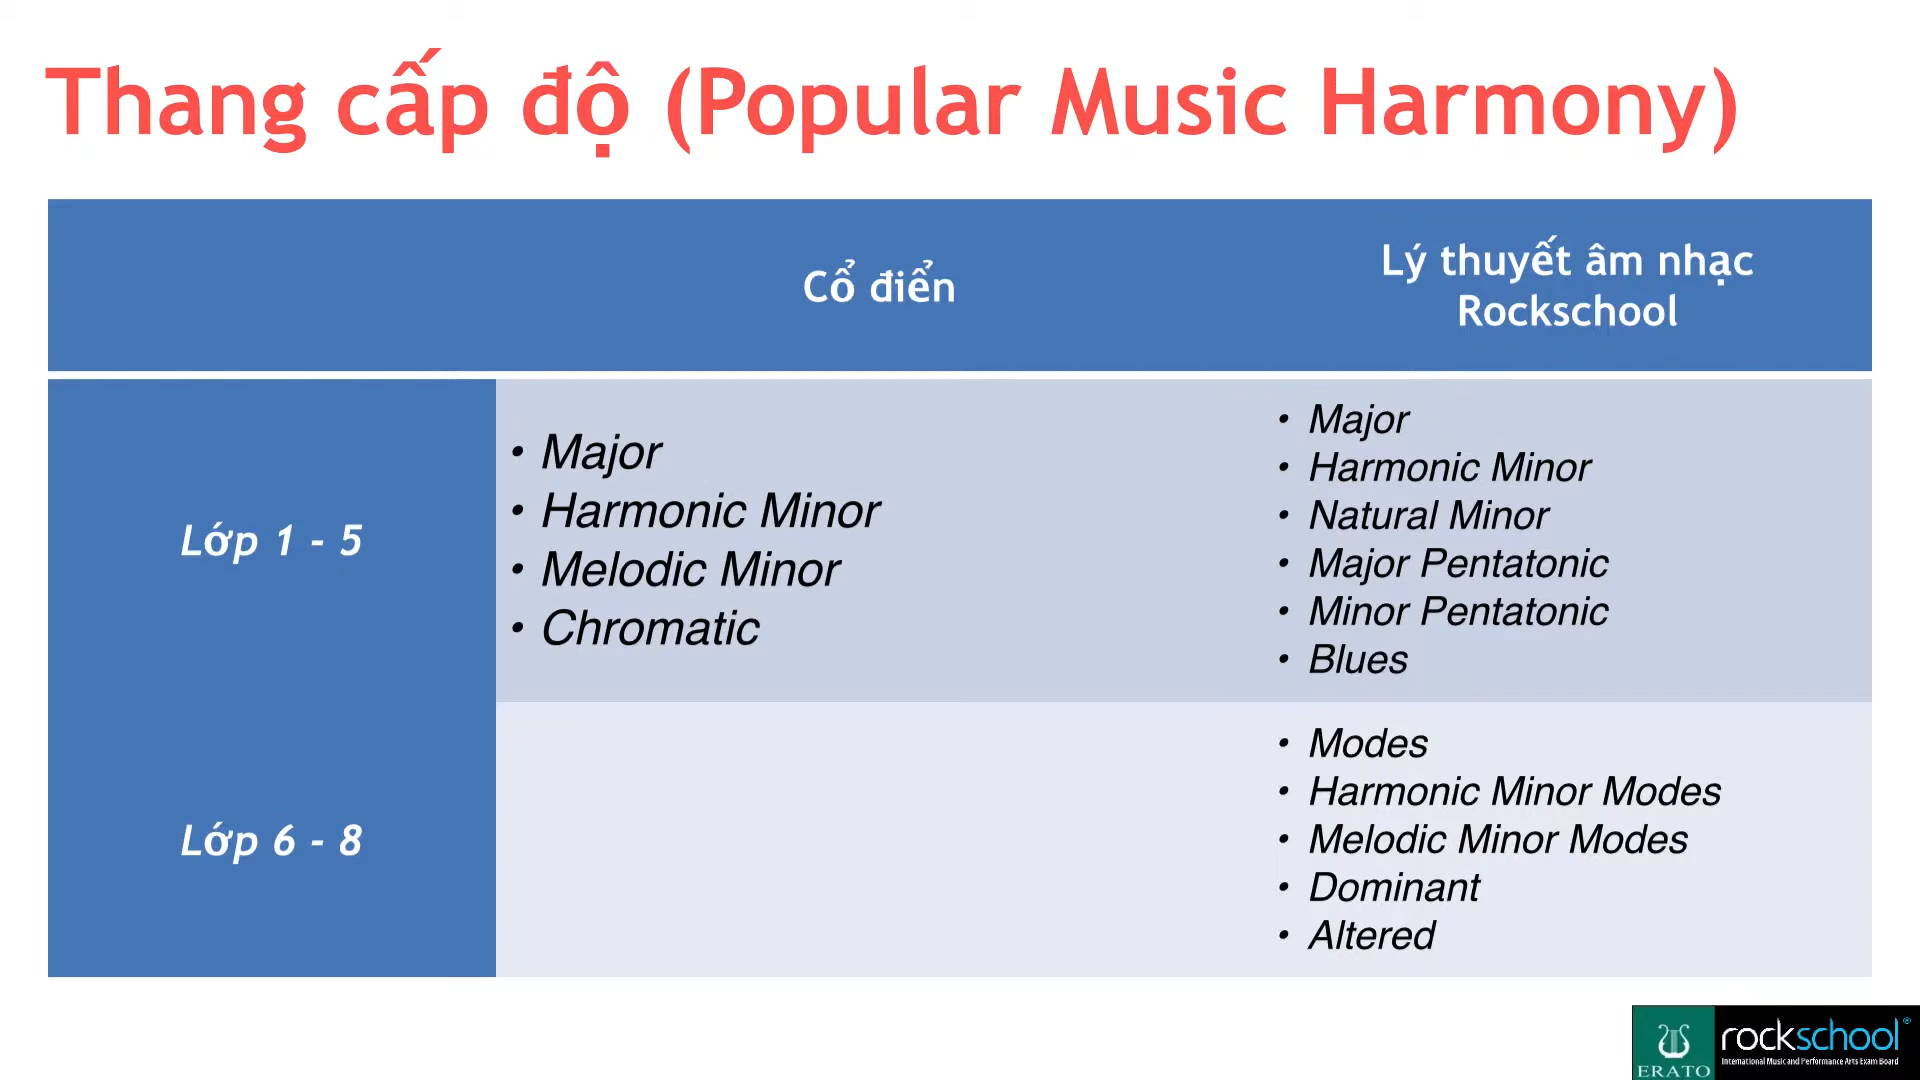 Thang cấp độ (Popular Music Harmony)
Cổ điển
Lý thuyết âm nhạc
Rockschool
Lớp 1 - 5
• Major
• Harmonic Minor
• Melodic Minor
• Chromatic
• Major
• Harmonic Minor
• Natural Minor
• Major Pentatonic
• Minor Pentatonic
• Blues
Lớp 6 - 8
• Modes
• Harmonic Minor Modes
• Melodic Minor Modes
• Dominant
• Altered
ERATO
rockschool®
International Music and Performance Arts Exam Board